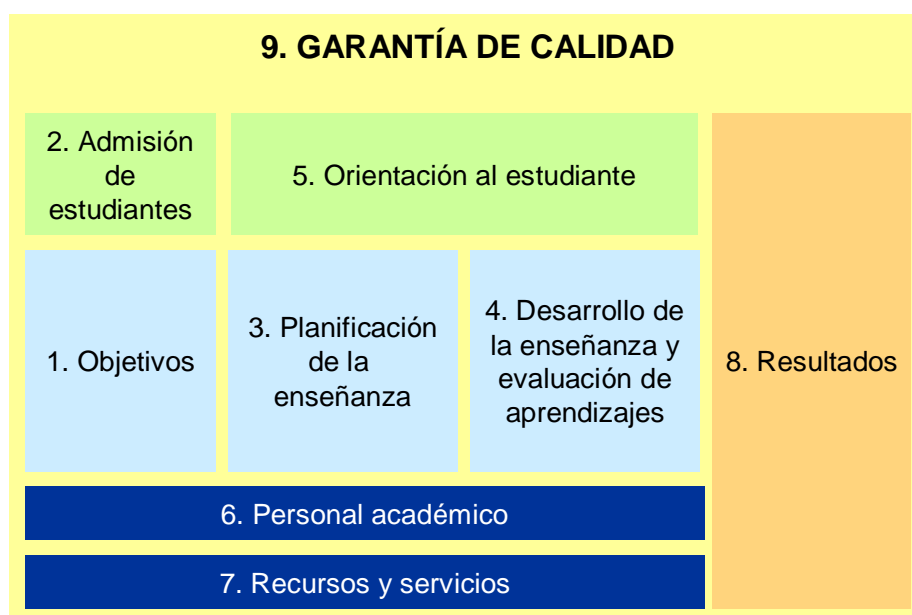 9. GARANTÍA DE CALIDAD
2. Admisión
de
estudiantes
5. Orientación al estudiante
1. Objetivos
3. Planificación
de la
enseñanza
4. Desarrollo de
la enseñanza y
evaluación de
aprendizajes
8. Resultados
6. Personal académico
7. Recursos y servicios